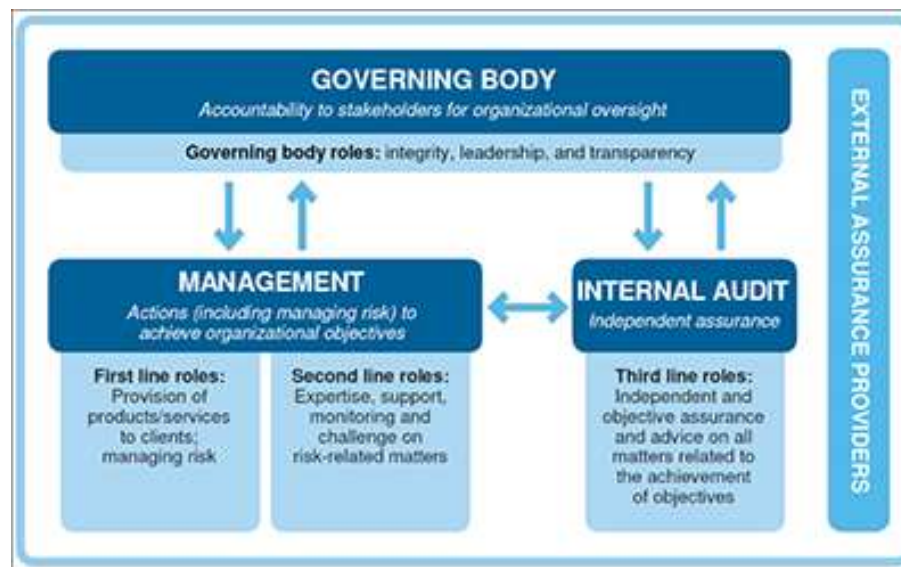 GOVERNING BODY
Accountability to stakeholders for organizational oversight
Governing body roles: integrity, leadership, and transparency
MANAGEMENT
Actions (including managing risk) to
achieve organizational objectives
First line roles:
Provision of
products/services
to clients;
managing risk
Second line roles:
Expertise, support,
monitoring and
challenge on
risk-related matters
INTERNAL AUDIT
Independent assurance
Third line roles:
Independent and
objective assurance
and advice on all
matters related to
the achievement
of objectives
EXTERNAL ASSURANCE PROVIDERS